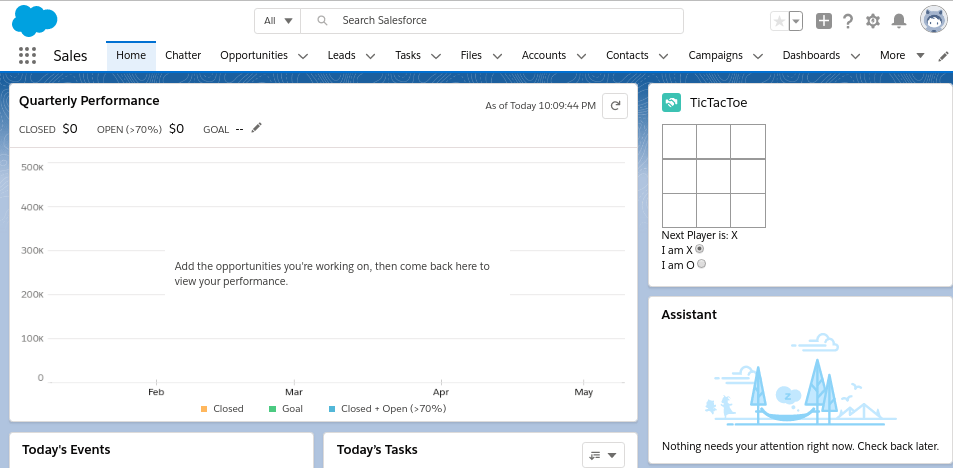 All
Search Salesforce
Sales
Home
Chatter
Opportunities
Leads
Tasks
Files
Accounts
Contacts
Campaigns
Dashboards
More
Quarterly Performance
As of Today 10:09:44 PM
CLOSED $0 OPEN (>70%) $0 GOAL --
500K
400K
300K
200K
100K
0
Add the opportunities you're working on, then come back here to
view your performance.
Feb Mar Apr May
Closed Goal Closed + Open (>70%)
TicTacToe
Next Player is: X
I am X
I am O
Assistant
z
Nothing needs your attention right now. Check back later.
Today's Events
Today's Tasks